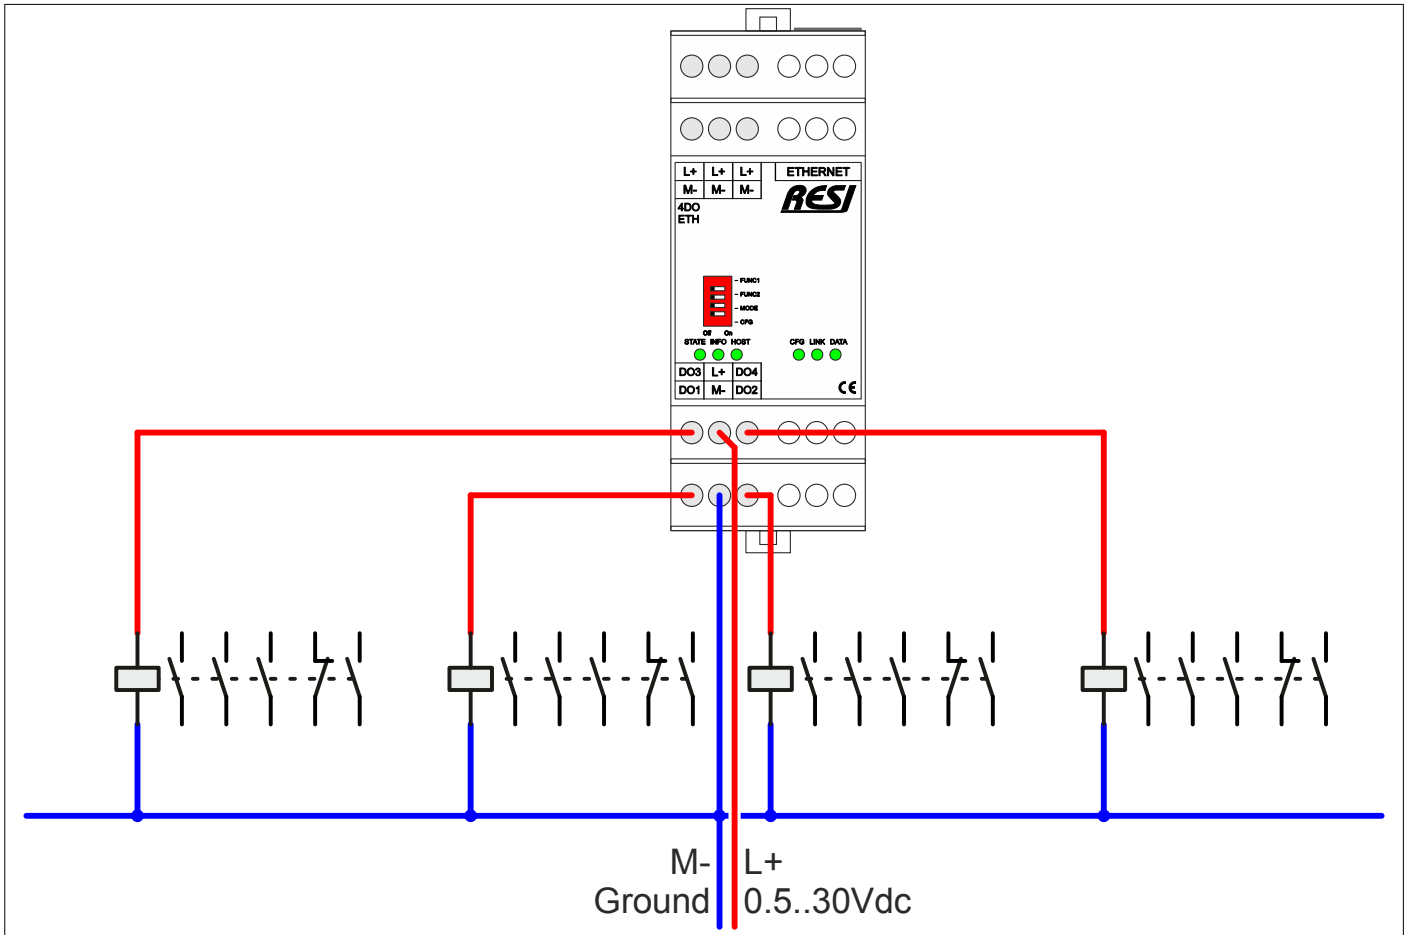 L+ L+ L+ ETHERNET
M- M- M- RESI
4DO
ETH
– FUNC1
– FUNC2
– MODE
– CFG
Off On
STATE INFO HOST CFG LINK DATA
DO3 L+ DO4
DO1 M- DO2 CE
M- L+
Ground 0.5..30Vdc